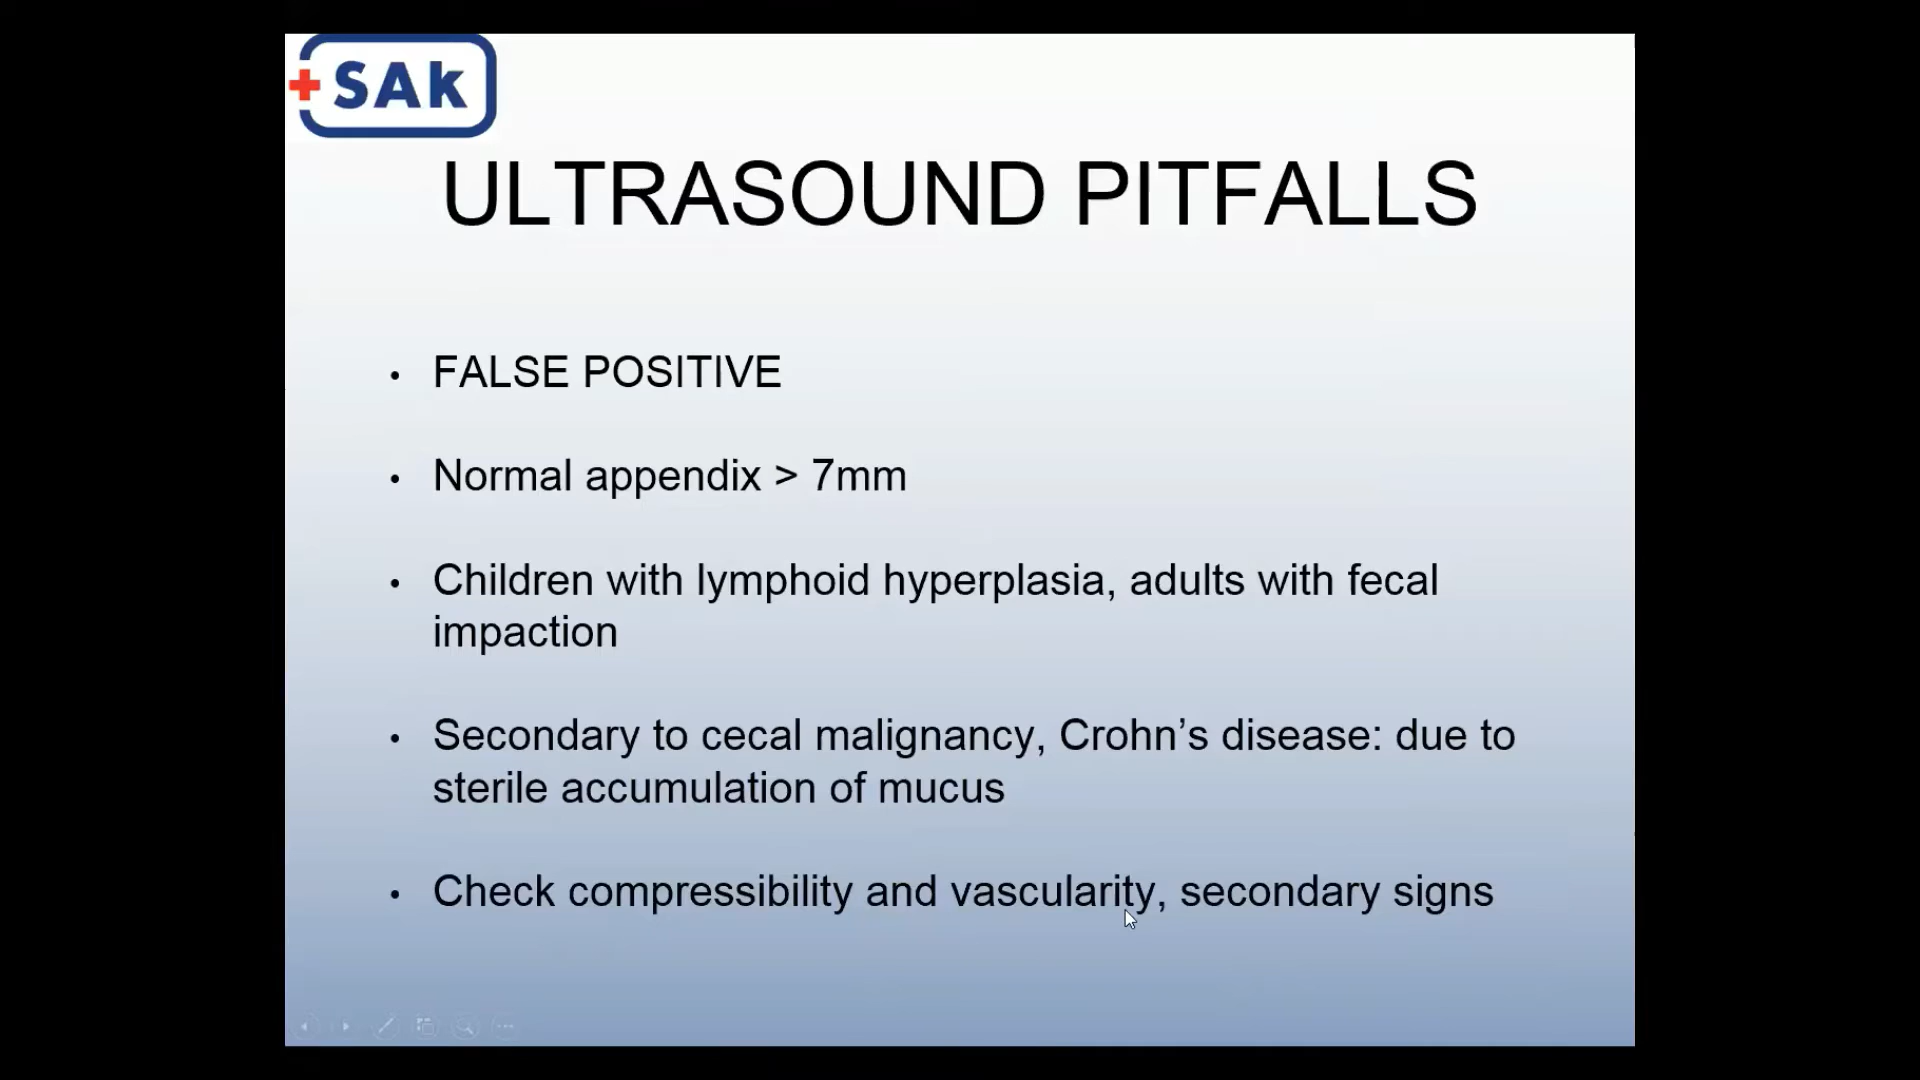 SAk
ULTRASOUND PITFALLS
• FALSE POSITIVE
• Normal appendix > 7mm
• Children with lymphoid hyperplasia, adults with fecal
impaction
• Secondary to cecal malignancy, Crohn’s disease: due to
sterile accumulation of mucus
• Check compressibility and vascularity, secondary signs